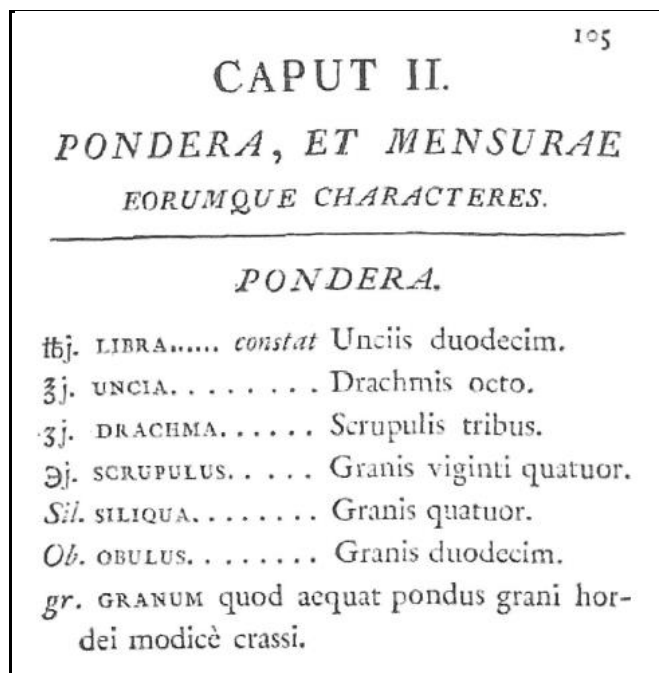 105
CAPUT II.
PONDERA, ET MENSURAE
EORUMQUE CHARACTERES.
PONDERA.
℔j. LIBRA...... constat Unciis duodecim.
℥j. UNCIA. . . . . . . . . Drachmis octo.
ʒj. DRACHMA. . . . . . Scrupulis tribus.
℈j. SCRUPULUS. . . . . Granis viginti quatuor.
Sil. SILIQUA. . . . . . . . Granis quatuor.
Ob. OBULUS. . . . . . . . Granis duodecim.
gr. GRANUM quod aequat pondus grani hor-
dei modicè crassi.